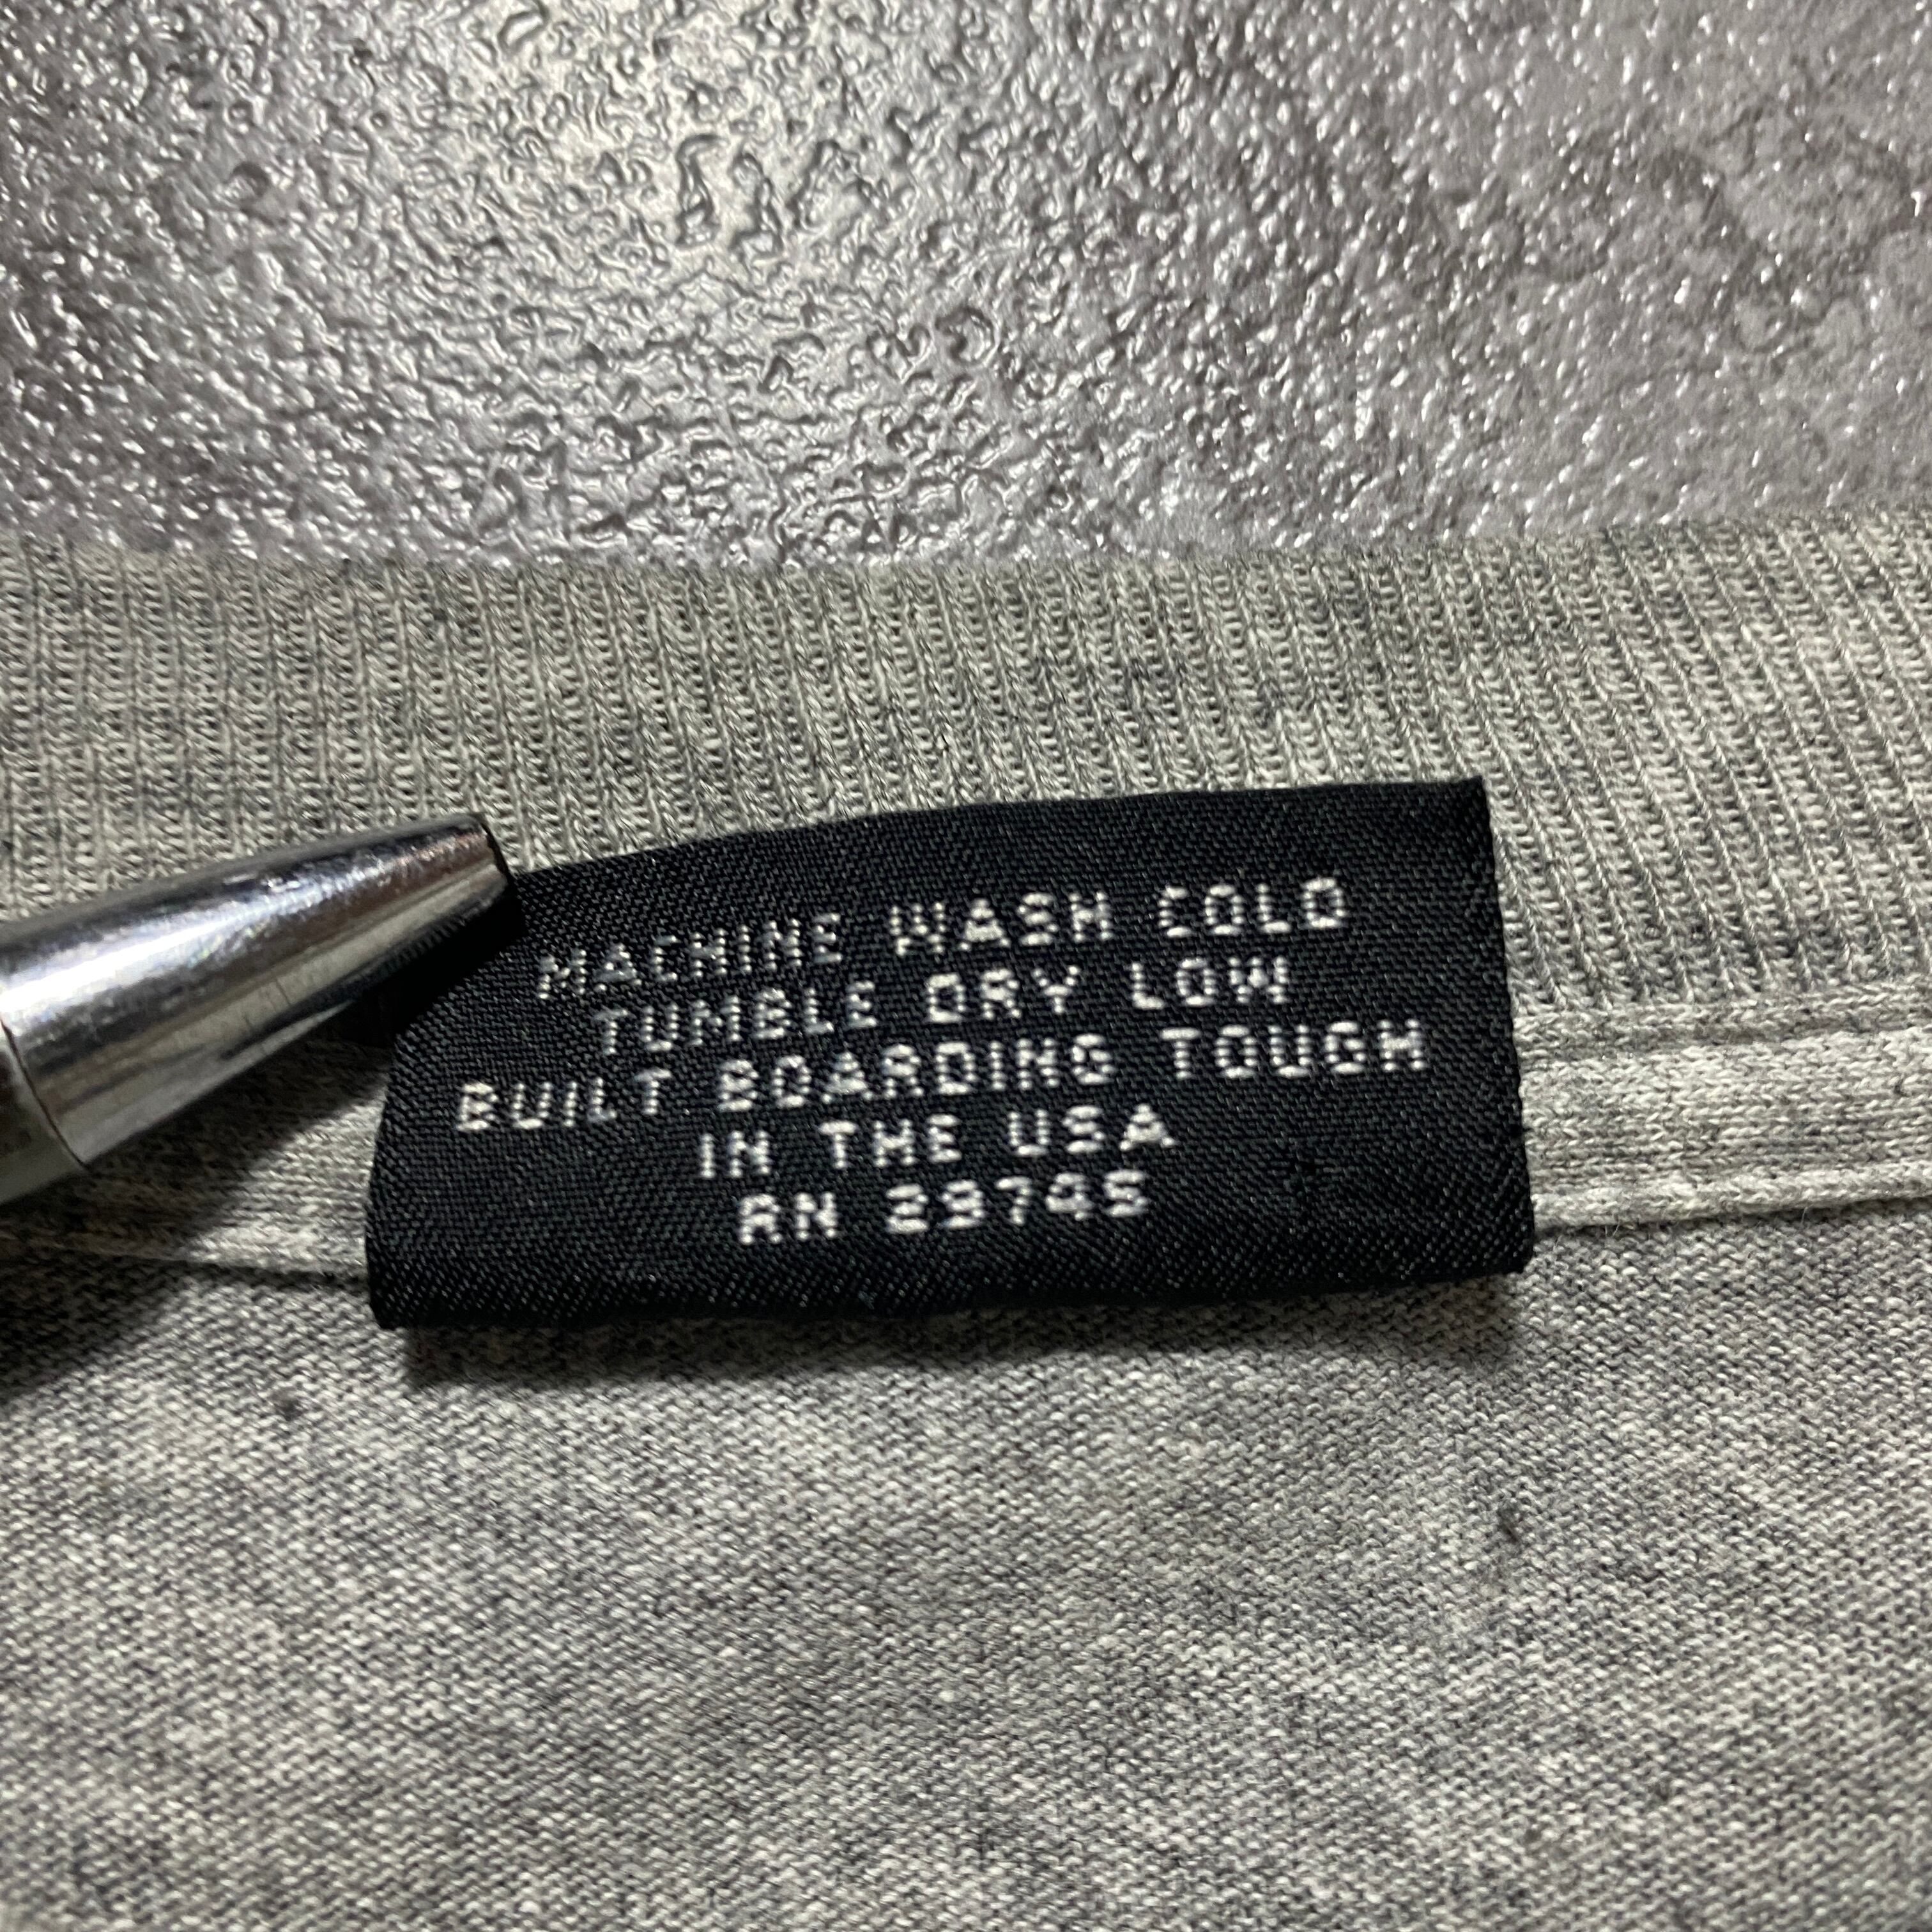 MACHINE WASH COLD
TUMBLE DRY LOW
BUILT BOARDING TOUGH
IN THE USA
RN 29745